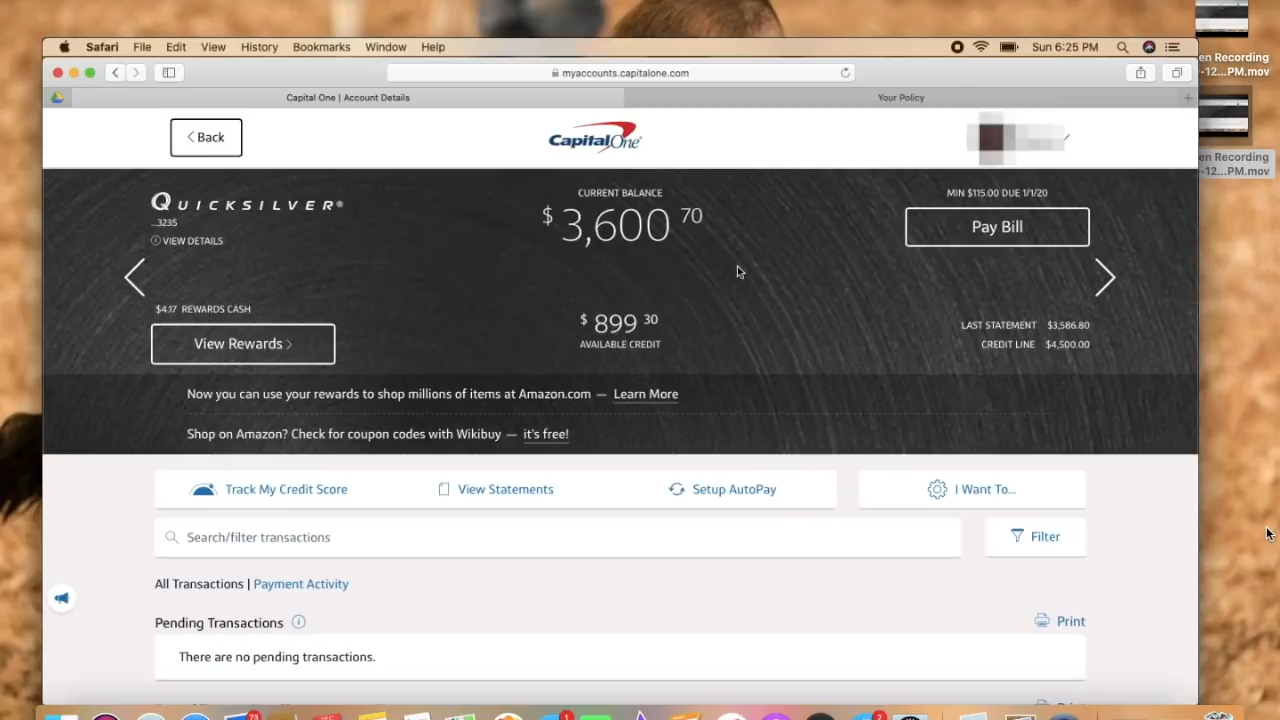 en Recording
-12...PM.mov
Safari File Edit View History Bookmarks Window Help Sun 6:25 PM
myaccounts.capitalone.com
Capital One | Account Details Your Policy
Back
Capital One
QUICKSILVER®
...3235
VIEW DETAILS
CURRENT BALANCE
$ 3,600 70
MIN $115.00 DUE 1/1/20
Pay Bill
en Recording
-12...PM.mov
$4.17 REWARDS CASH
View Rewards
$ 899 30
AVAILABLE CREDIT
LAST STATEMENT $3,586.80
CREDIT LINE $4,500.00
Now you can use your rewards to shop millions of items at Amazon.com — Learn More
Shop on Amazon? Check for coupon codes with Wikibuy — it's free!
Track My Credit Score View Statements Setup AutoPay I Want To...
Search/filter transactions Filter
All Transactions | Payment Activity
Pending Transactions Print
There are no pending transactions.